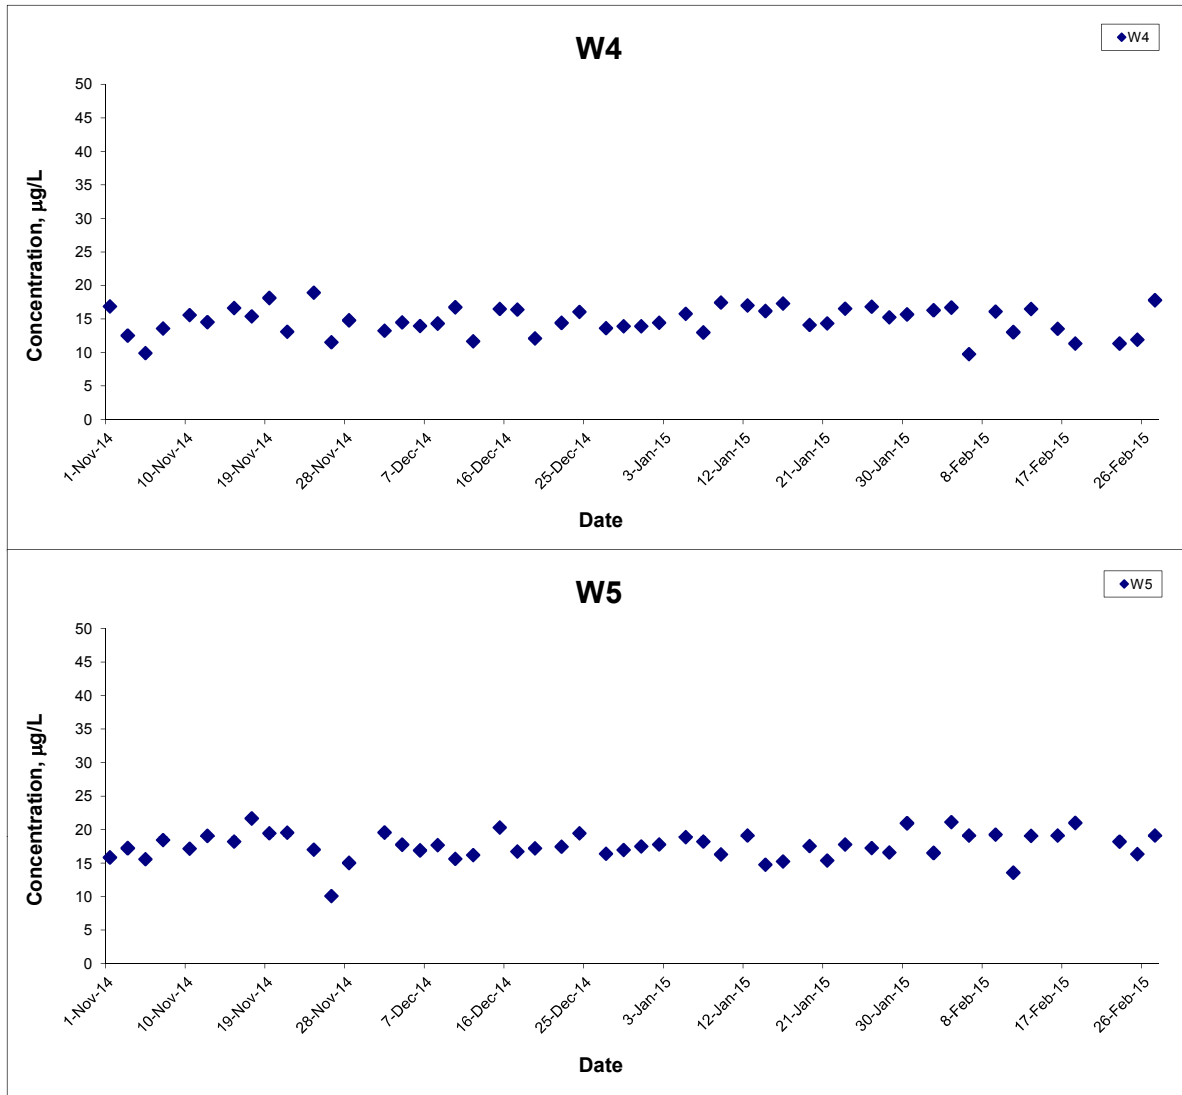 W4
W4
50
45
40
35
30
25
20
15
10
5
0
Concentration, µg/L
1-Nov-14
10-Nov-14
19-Nov-14
28-Nov-14
7-Dec-14
16-Dec-14
25-Dec-14
3-Jan-15
12-Jan-15
21-Jan-15
30-Jan-15
8-Feb-15
17-Feb-15
26-Feb-15
Date
W5
W5
50
45
40
35
30
25
20
15
10
5
0
Concentration, µg/L
1-Nov-14
10-Nov-14
19-Nov-14
28-Nov-14
7-Dec-14
16-Dec-14
25-Dec-14
3-Jan-15
12-Jan-15
21-Jan-15
30-Jan-15
8-Feb-15
17-Feb-15
26-Feb-15
Date